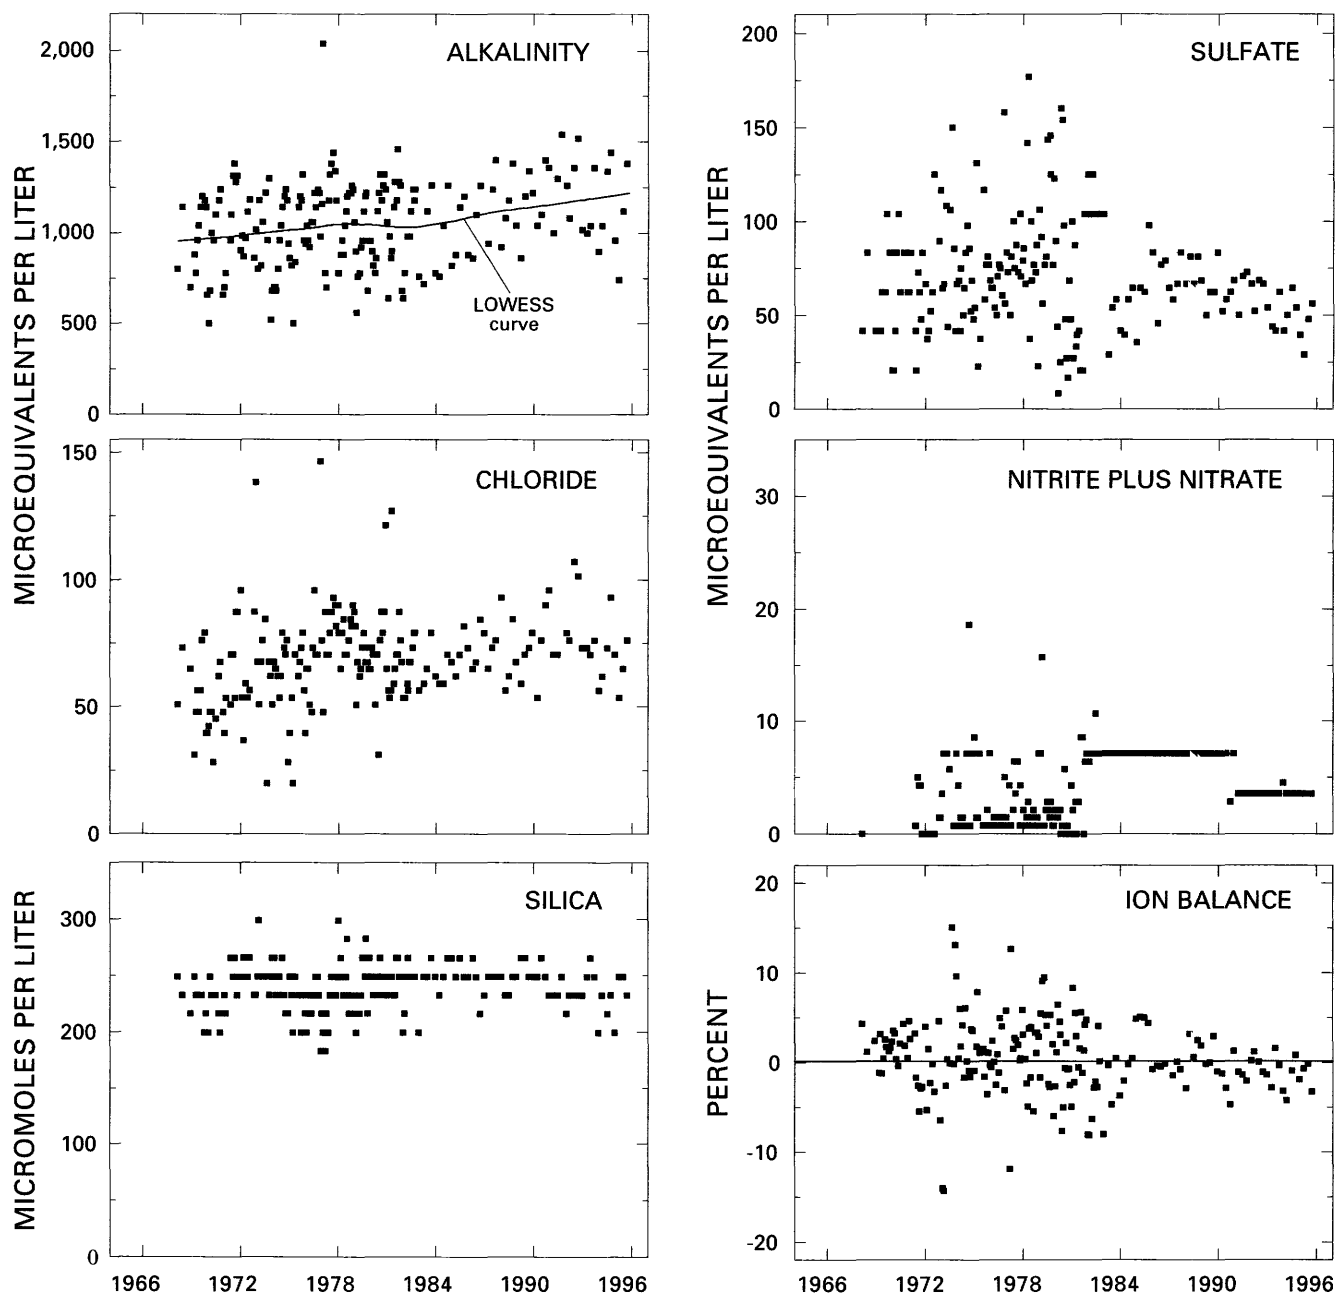 MICROEQUIVALENTS PER LITER
ALKALINITY
2,000
1,500
1,000
500
0
LOWESS
curve
CHLORIDE
150
100
50
0
MICROMOLES PER LITER
SILICA
300
250
200
100
0
1966 1972 1978 1984 1990 1996
MICROEQUIVALENTS PER LITER
SULFATE
200
150
100
50
0
NITRITE PLUS NITRATE
30
20
10
0
PERCENT
ION BALANCE
20
10
0
-10
-20
1966 1972 1978 1984 1990 1996